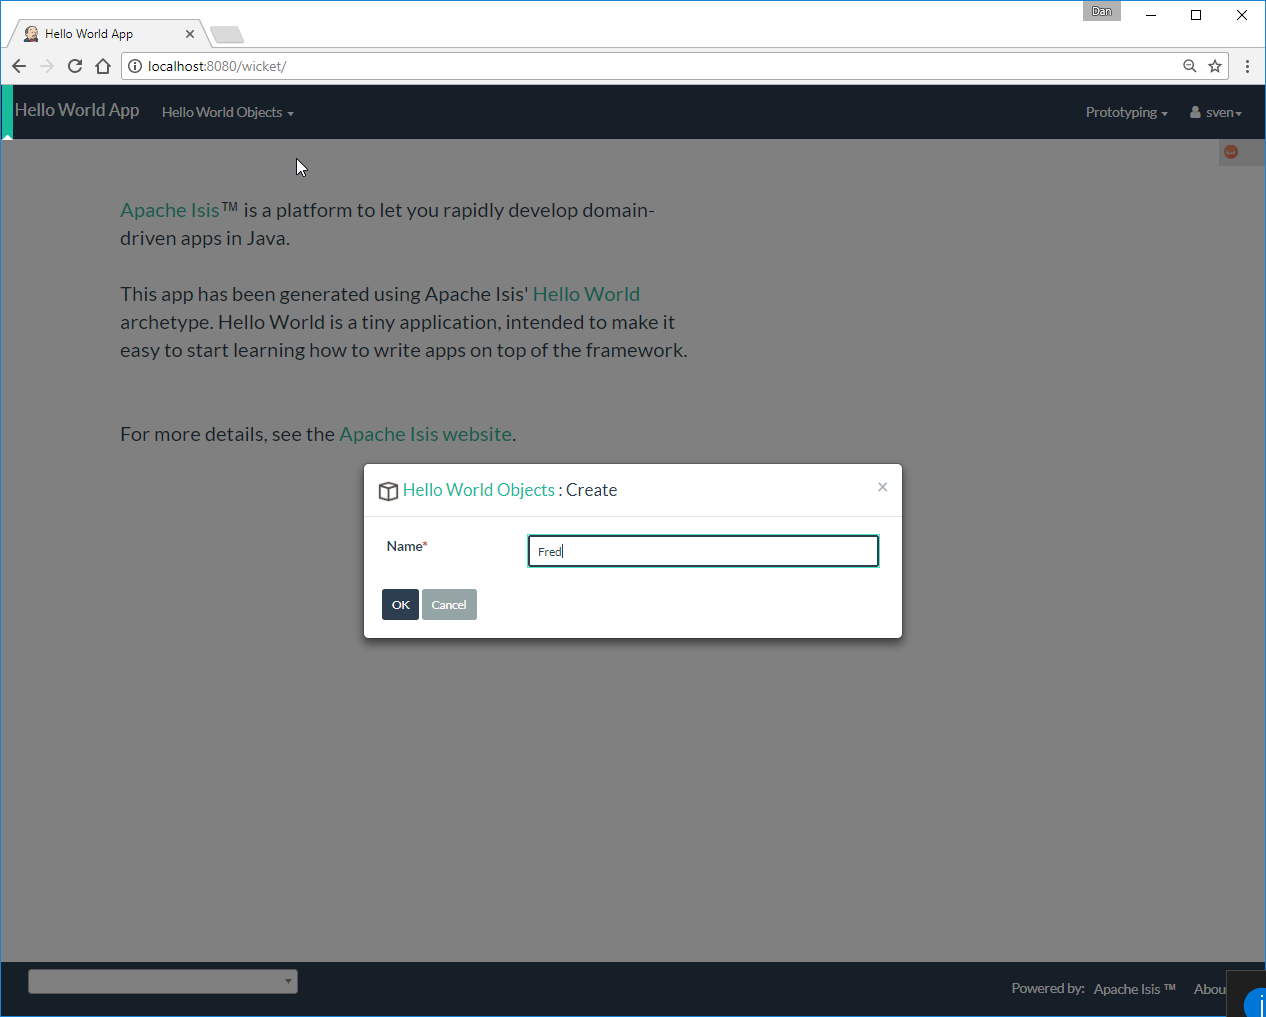 Dan
Hello World App
localhost:8080/wicket/
Hello World App Hello World Objects Prototyping sven
Apache Isis™ is a platform to let you rapidly develop domain-
driven apps in Java.
This app has been generated using Apache Isis' Hello World
archetype. Hello World is a tiny application, intended to make it
easy to start learning how to write apps on top of the framework.
For more details, see the Apache Isis website.
Hello World Objects : Create ×
Name*
Fred
OK Cancel
Powered by: Apache Isis ™ Abou